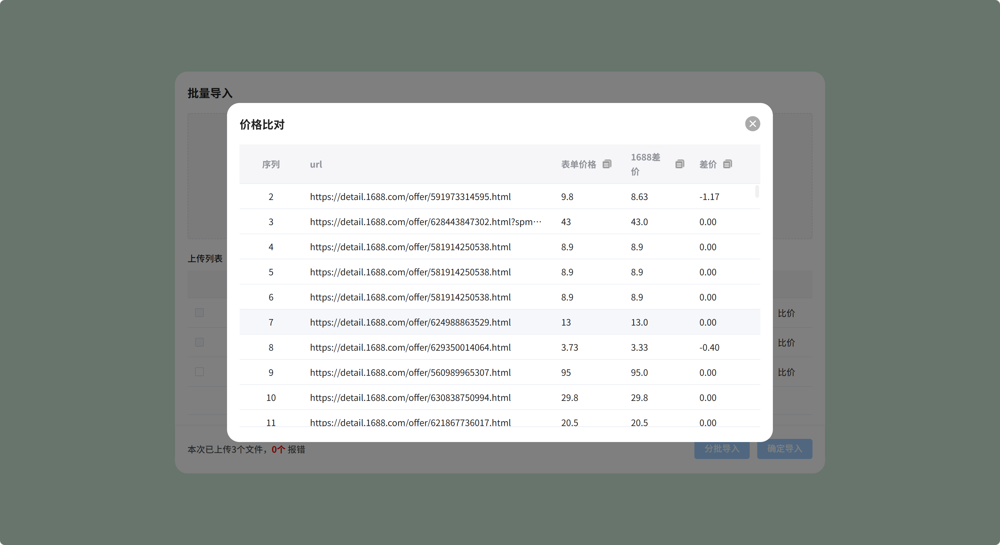 批量导入
价格比对
序列 url 表单价格 1688差价 差价
2 https://detail.1688.com/offer/591973314595.html 9.8 8.63 -1.17
3 https://detail.1688.com/offer/628443847302.html?spm… 43 43.0 0.00
4 https://detail.1688.com/offer/581914250538.html 8.9 8.9 0.00
5 https://detail.1688.com/offer/581914250538.html 8.9 8.9 0.00
6 https://detail.1688.com/offer/581914250538.html 8.9 8.9 0.00
7 https://detail.1688.com/offer/624988863529.html 13 13.0 0.00
8 https://detail.1688.com/offer/629350014064.html 3.73 3.33 -0.40
9 https://detail.1688.com/offer/560989965307.html 95 95.0 0.00
10 https://detail.1688.com/offer/630838750994.html 29.8 29.8 0.00
11 https://detail.1688.com/offer/621867736017.html 20.5 20.5 0.00
上传列表
比价
比价
比价
本次已上传3个文件，0个 报错
分批导入 确定导入